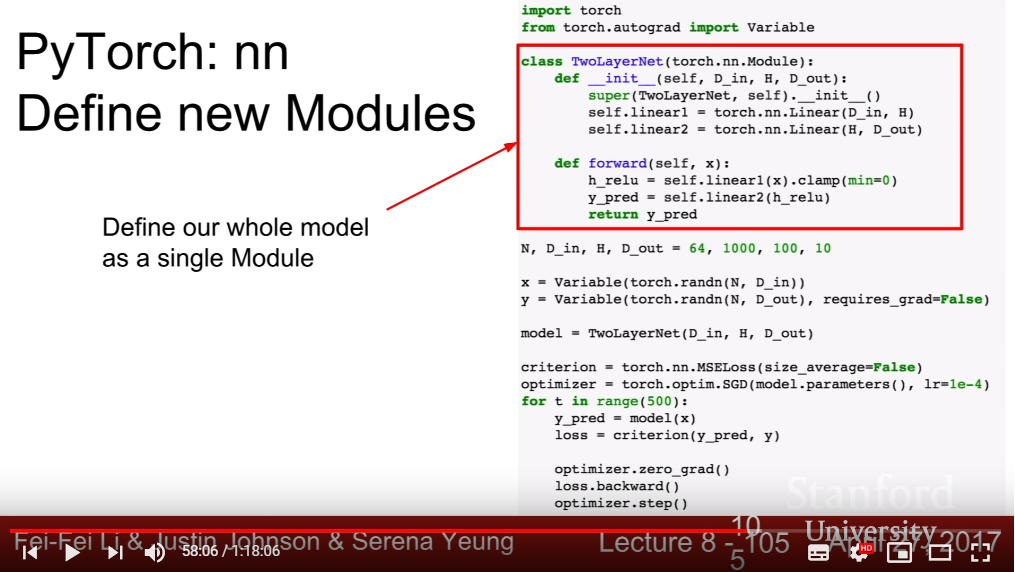 PyTorch: nn
Define new Modules
Define our whole model
as a single Module
import torch
from torch.autograd import Variable
class TwoLayerNet(torch.nn.Module):
    def __init__(self, D_in, H, D_out):
        super(TwoLayerNet, self).__init__()
        self.linear1 = torch.nn.Linear(D_in, H)
        self.linear2 = torch.nn.Linear(H, D_out)
    def forward(self, x):
        h_relu = self.linear1(x).clamp(min=0)
        y_pred = self.linear2(h_relu)
        return y_pred
N, D_in, H, D_out = 64, 1000, 100, 10
x = Variable(torch.randn(N, D_in))
y = Variable(torch.randn(N, D_out), requires_grad=False)
model = TwoLayerNet(D_in, H, D_out)
criterion = torch.nn.MSELoss(size_average=False)
optimizer = torch.optim.SGD(model.parameters(), lr=1e-4)
for t in range(500):
    y_pred = model(x)
    loss = criterion(y_pred, y)
    optimizer.zero_grad()
    loss.backward()
    optimizer.step()
Stanford
University
Fei-Fei Li & Justin Johnson & Serena Yeung
Lecture 8 - 105
10
5
April 27, 2017
58:06 / 1:18:06
HD